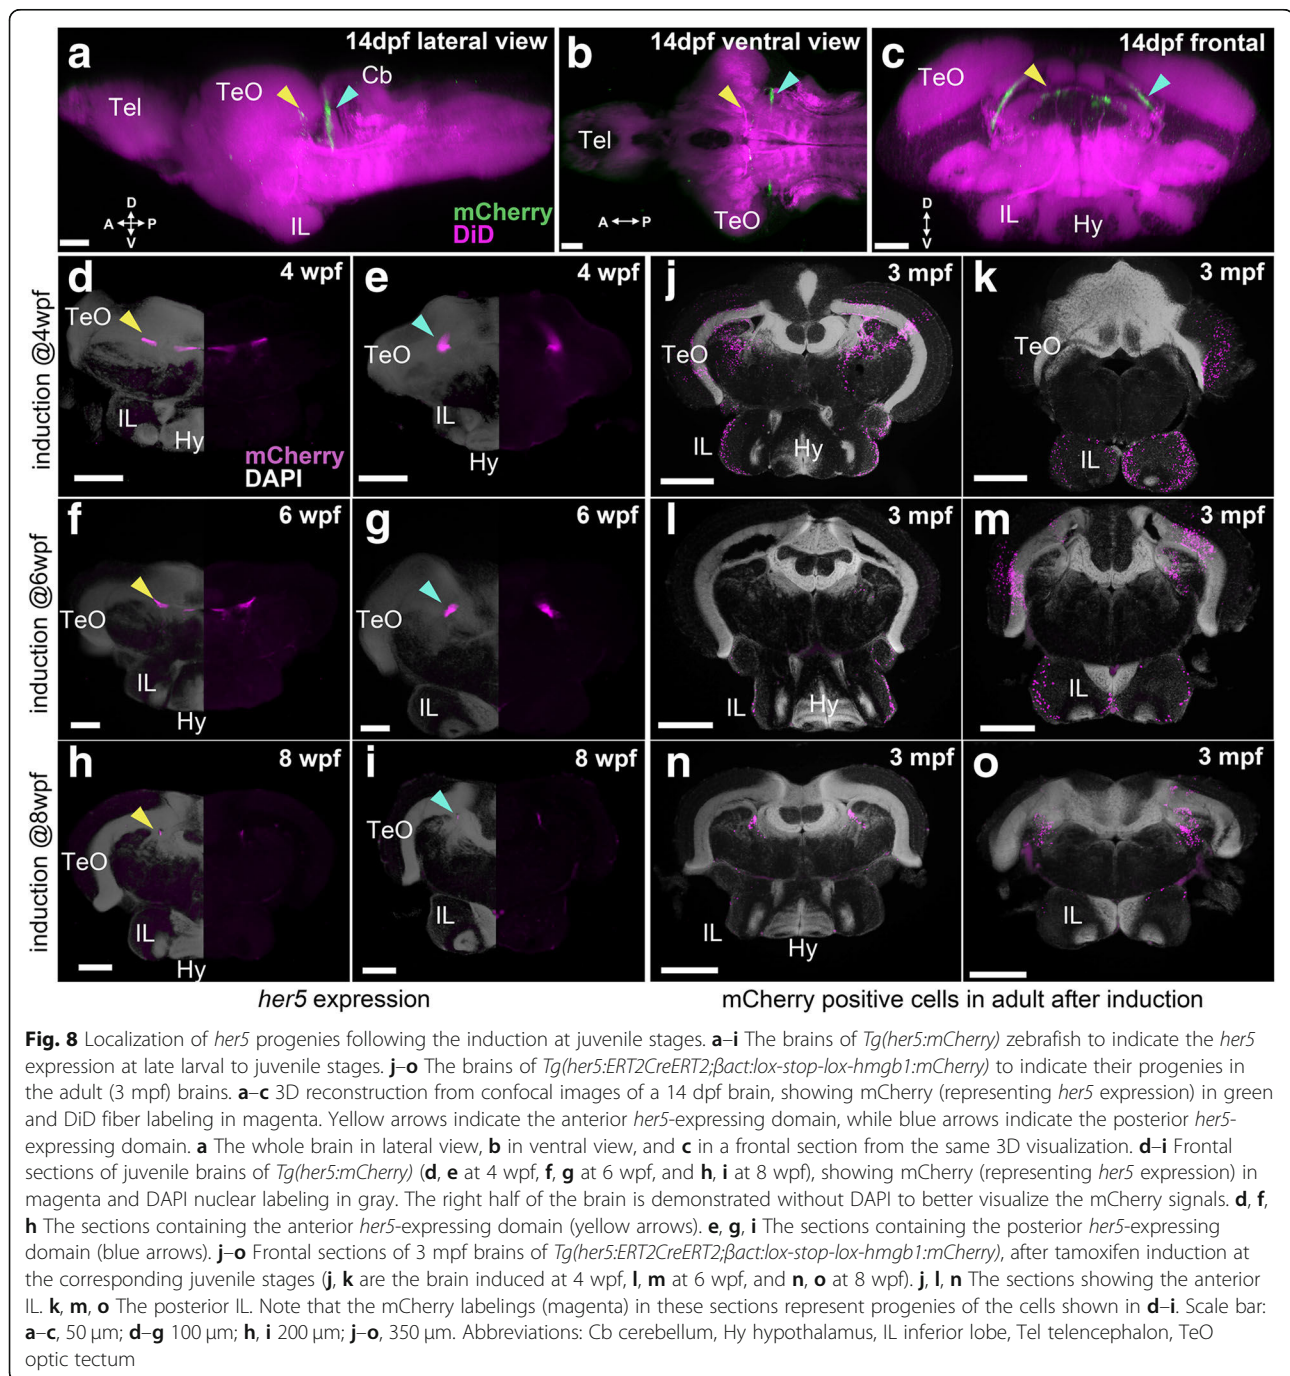 a
14dpf lateral view
Cb
TeO
Tel
D
A P
V
IL
mCherry
DiD
b
14dpf ventral view
Tel
A P
TeO
c
14dpf frontal
TeO
D
V
IL
Hy
induction @4wpf
d
4 wpf
TeO
IL
Hy
mCherry
DAPI
e
4 wpf
TeO
IL
Hy
j
3 mpf
TeO
IL
Hy
k
3 mpf
TeO
IL
induction @6wpf
f
6 wpf
TeO
IL
Hy
g
6 wpf
TeO
IL
l
3 mpf
IL
Hy
m
3 mpf
IL
induction @8wpf
h
8 wpf
TeO
IL
Hy
i
8 wpf
TeO
IL
n
3 mpf
IL
Hy
o
3 mpf
IL
her5 expression
mCherry positive cells in adult after induction
Fig. 8 Localization of her5 progenies following the induction at juvenile stages. a–i The brains of Tg(her5:mCherry) zebrafish to indicate the her5
expression at late larval to juvenile stages. j–o The brains of Tg(her5:ERT2CreERT2;βact:lox-stop-lox-hmgb1:mCherry) to indicate their progenies in
the adult (3 mpf) brains. a–c 3D reconstruction from confocal images of a 14 dpf brain, showing mCherry (representing her5 expression) in green
and DiD fiber labeling in magenta. Yellow arrows indicate the anterior her5-expressing domain, while blue arrows indicate the posterior her5-
expressing domain. a The whole brain in lateral view, b in ventral view, and c in a frontal section from the same 3D visualization. d–i Frontal
sections of juvenile brains of Tg(her5:mCherry) (d, e at 4 wpf, f, g at 6 wpf, and h, i at 8 wpf), showing mCherry (representing her5 expression) in
magenta and DAPI nuclear labeling in gray. The right half of the brain is demonstrated without DAPI to better visualize the mCherry signals. d, f,
h The sections containing the anterior her5-expressing domain (yellow arrows). e, g, i The sections containing the posterior her5-expressing
domain (blue arrows). j–o Frontal sections of 3 mpf brains of Tg(her5:ERT2CreERT2;βact:lox-stop-lox-hmgb1:mCherry), after tamoxifen induction at
the corresponding juvenile stages (j, k are the brain induced at 4 wpf, l, m at 6 wpf, and n, o at 8 wpf). j, l, n The sections showing the anterior
IL. k, m, o The posterior IL. Note that the mCherry labelings (magenta) in these sections represent progenies of the cells shown in d–i. Scale bar:
a–c, 50 μm; d–g 100 μm; h, i 200 μm; j–o, 350 μm. Abbreviations: Cb cerebellum, Hy hypothalamus, IL inferior lobe, Tel telencephalon, TeO
optic tectum